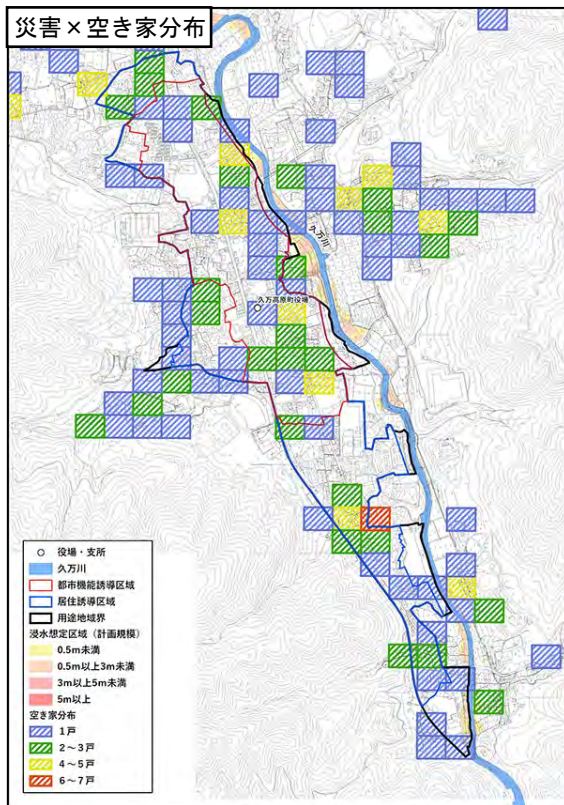 災害×空き家分布
久万川
久万高原町役場
役場・支所
久万川
都市機能誘導区域
居住誘導区域
用途地域界
浸水想定区域（計画規模）
0.5m未満
0.5m以上3m未満
3m以上5m未満
5m以上
空き家分布
1戸
2～3戸
4～5戸
6～7戸